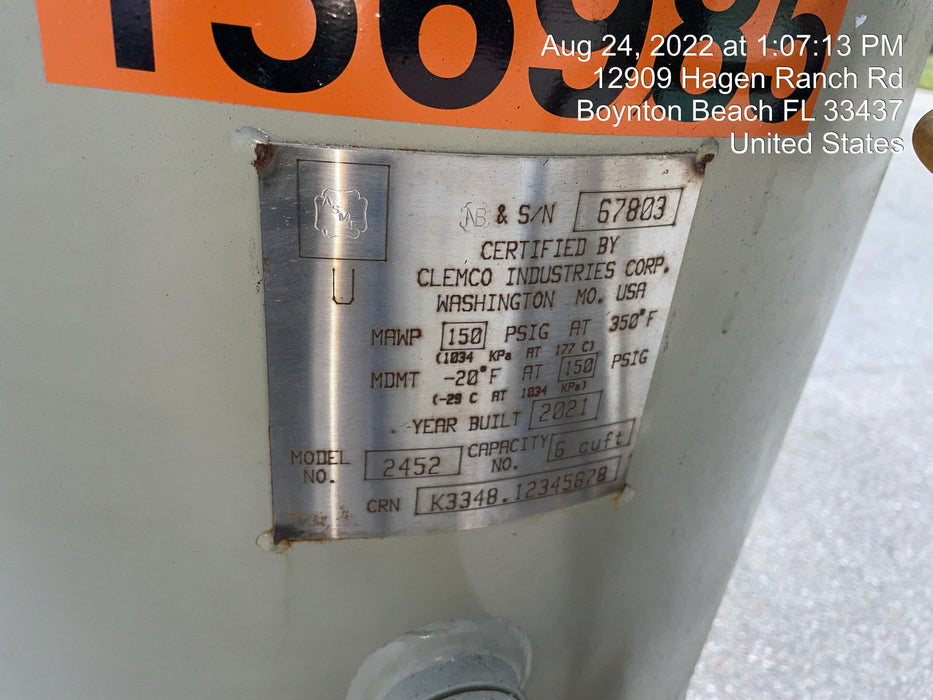 Aug 24, 2022 at 1:07:13 PM
12909 Hagen Ranch Rd
Boynton Beach FL 33437
United States
ASME
NB & S/N 67803
CERTIFIED BY
CLEMCO INDUSTRIES CORP.
WASHINGTON MO. USA
U
MAWP 150 PSIG AT 350°F
(1034 KPa AT 177 C)
MDMT -20°F AT 150 PSIG
(-29 C AT 1034 KPa)
YEAR BUILT 2021
MODEL NO. 2452 CAPACITY NO. 6 cuft
CRN K3348.12345678